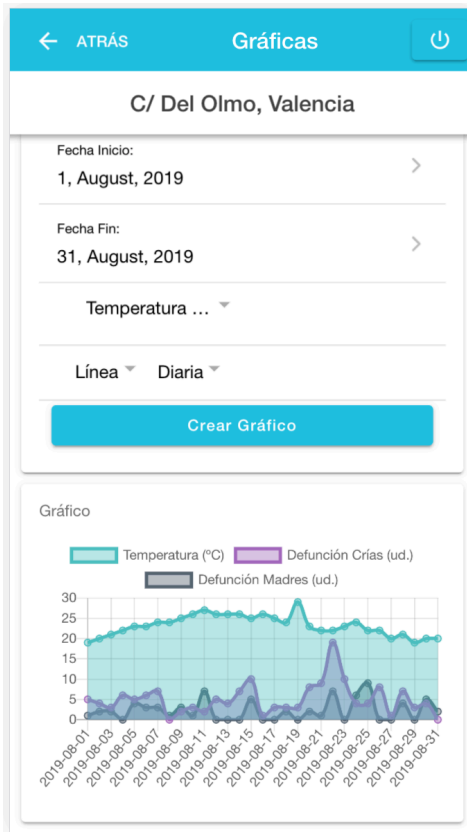 ATRÁS Gráficas
C/ Del Olmo, Valencia
Fecha Inicio:
1, August, 2019
Fecha Fin:
31, August, 2019
Temperatura ...
Línea Diaria
Crear Gráfico
Gráfico
Temperatura (ºC) Defunción Crías (ud.)
Defunción Madres (ud.)
30
25
20
15
10
5
0
2019-08-01
2019-08-03
2019-08-05
2019-08-07
2019-08-09
2019-08-11
2019-08-13
2019-08-15
2019-08-17
2019-08-19
2019-08-21
2019-08-23
2019-08-25
2019-08-27
2019-08-29
2019-08-31